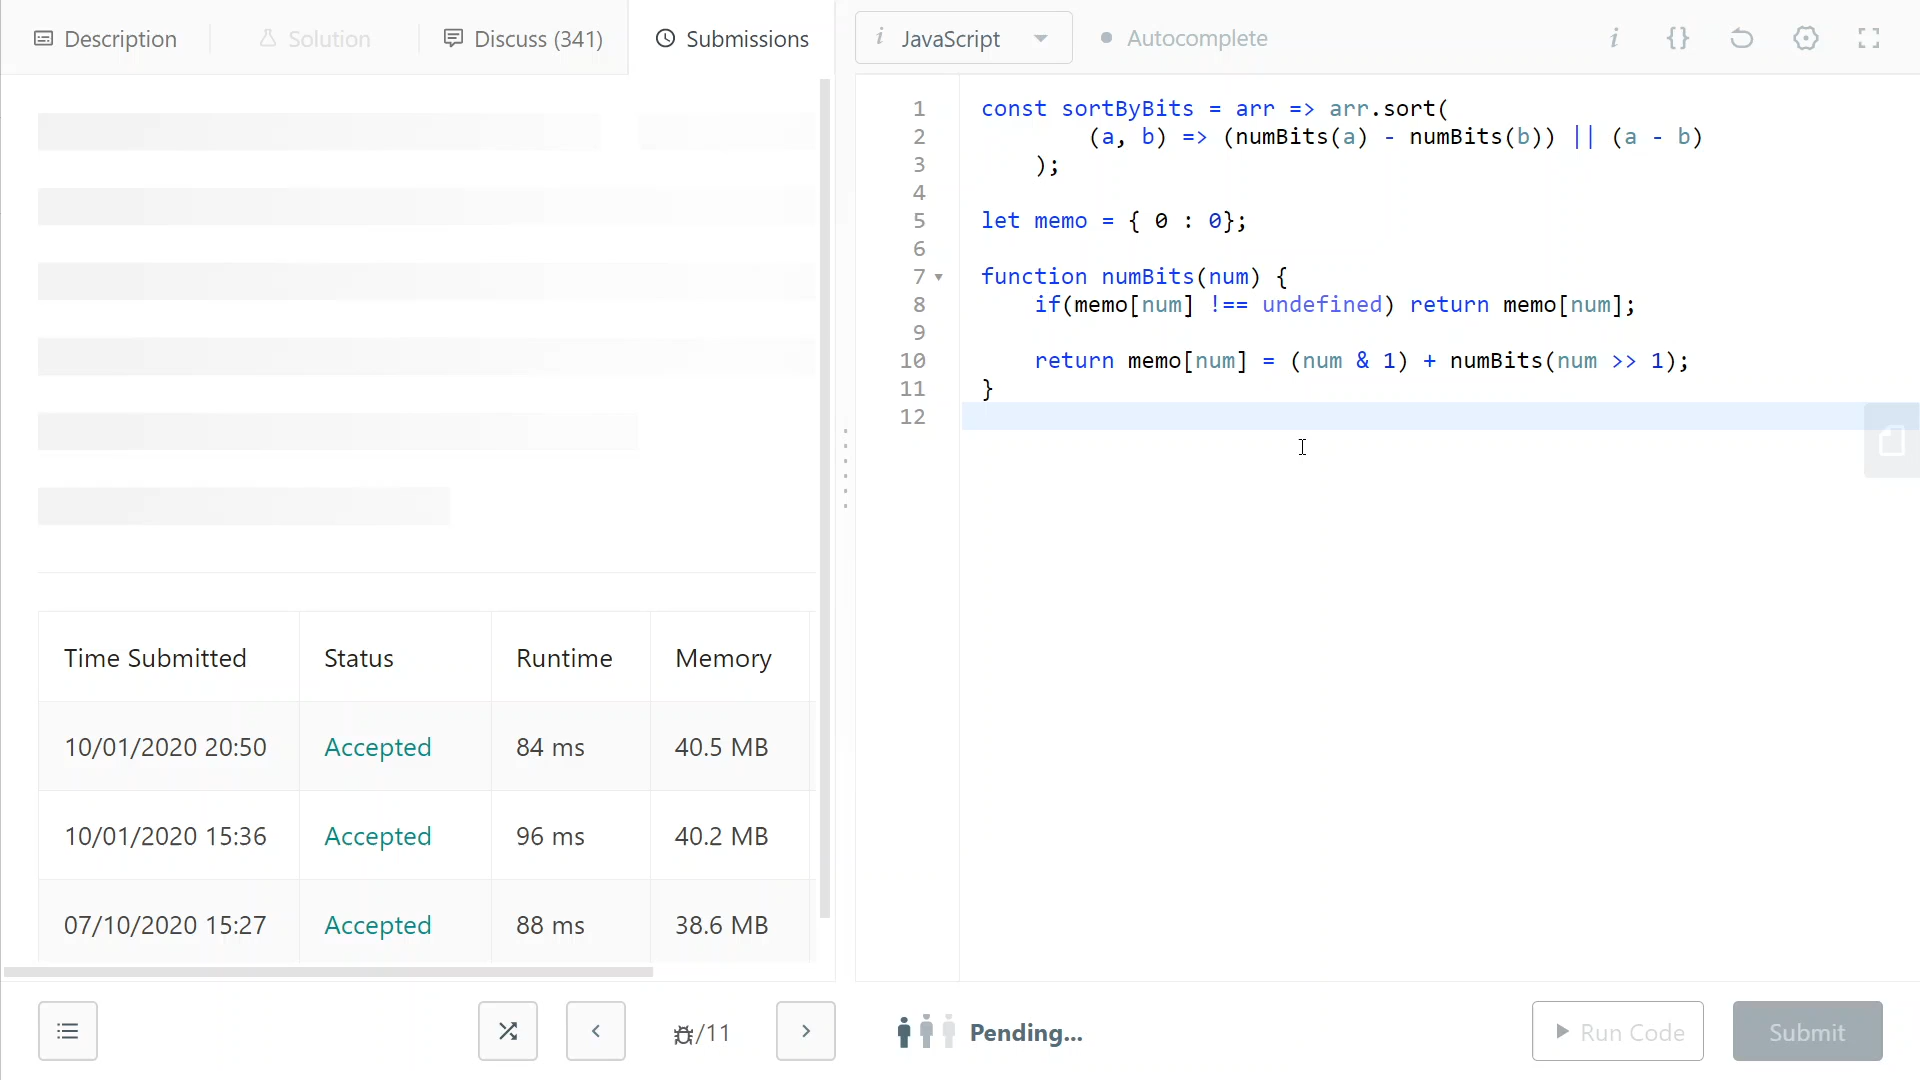 Description Solution Discuss (341) Submissions
i JavaScript Autocomplete i {}
1 const sortByBits = arr => arr.sort(
2 (a, b) => (numBits(a) - numBits(b)) || (a - b)
3 );
4
5 let memo = { 0 : 0};
6
7 function numBits(num) {
8 if(memo[num] !== undefined) return memo[num];
9
10 return memo[num] = (num & 1) + numBits(num >> 1);
11 }
12
Time Submitted Status Runtime Memory
10/01/2020 20:50 Accepted 84 ms 40.5 MB
10/01/2020 15:36 Accepted 96 ms 40.2 MB
07/10/2020 15:27 Accepted 88 ms 38.6 MB
/11
Pending...
Run Code Submit